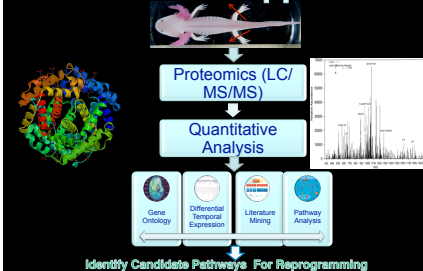 Proteomics (LC/
MS/MS)
Quantitative
Analysis
Gene
Ontology
Differential
Temporal
Expression
Literature
Mining
Pathway
Analysis
Identify Candidate Pathways For Reprogramming